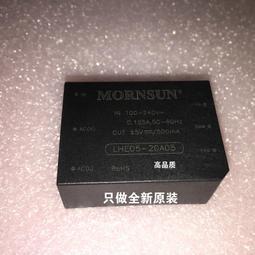 MORNSUN®
IN 100-240V~
0.125A,50-60Hz
OUT ±5V⎓/500mA
AC(N)
LHE05-20A05
AC(L)
RoHS
高品质
只做全新原装